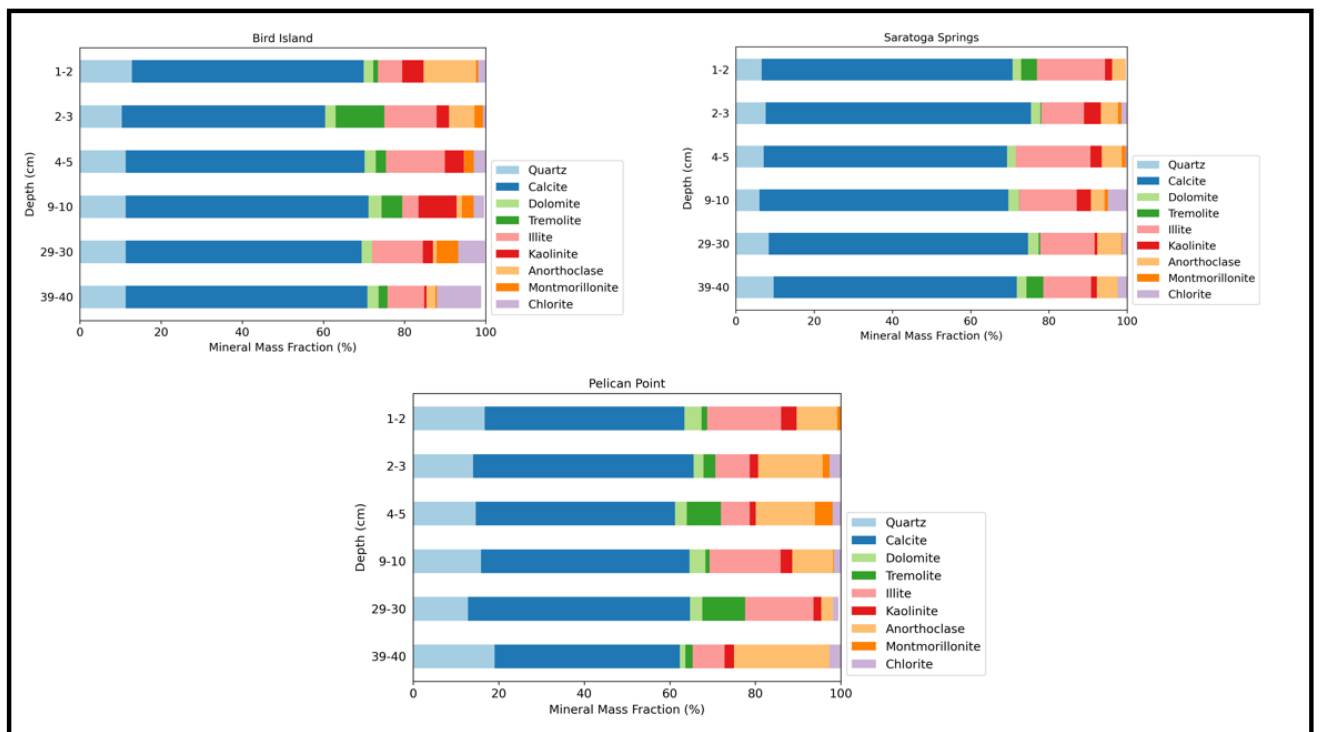 Bird Island
Depth (cm)
1-2
2-3
4-5
9-10
29-30
39-40
0 20 40 60 80 100
Mineral Mass Fraction (%)
Quartz
Calcite
Dolomite
Tremolite
Illite
Kaolinite
Anorthoclase
Montmorillonite
Chlorite
Saratoga Springs
Depth (cm)
1-2
2-3
4-5
9-10
29-30
39-40
0 20 40 60 80 100
Mineral Mass Fraction (%)
Quartz
Calcite
Dolomite
Tremolite
Illite
Kaolinite
Anorthoclase
Montmorillonite
Chlorite
Pelican Point
Depth (cm)
1-2
2-3
4-5
9-10
29-30
39-40
0 20 40 60 80 100
Mineral Mass Fraction (%)
Quartz
Calcite
Dolomite
Tremolite
Illite
Kaolinite
Anorthoclase
Montmorillonite
Chlorite